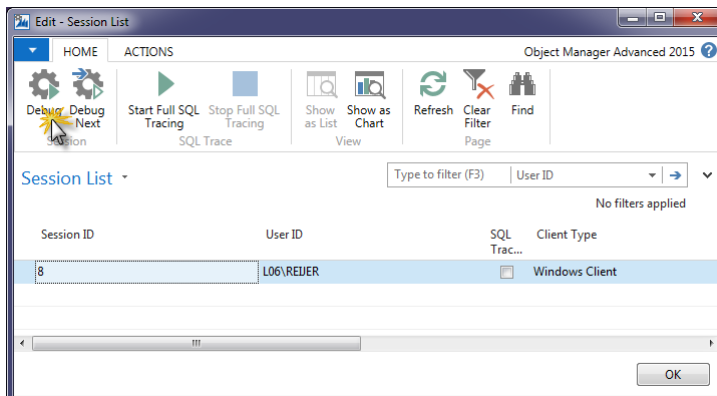 Edit - Session List
HOME ACTIONS Object Manager Advanced 2015
Debug Debug Next
Start Full SQL Tracing Stop Full SQL Tracing
Show as List Show as Chart
Refresh Clear Filter Find
Session SQL Trace View Page
Session List
Type to filter (F3) User ID
No filters applied
Session ID User ID SQL Trac... Client Type
8 L06\REIJER Windows Client
OK